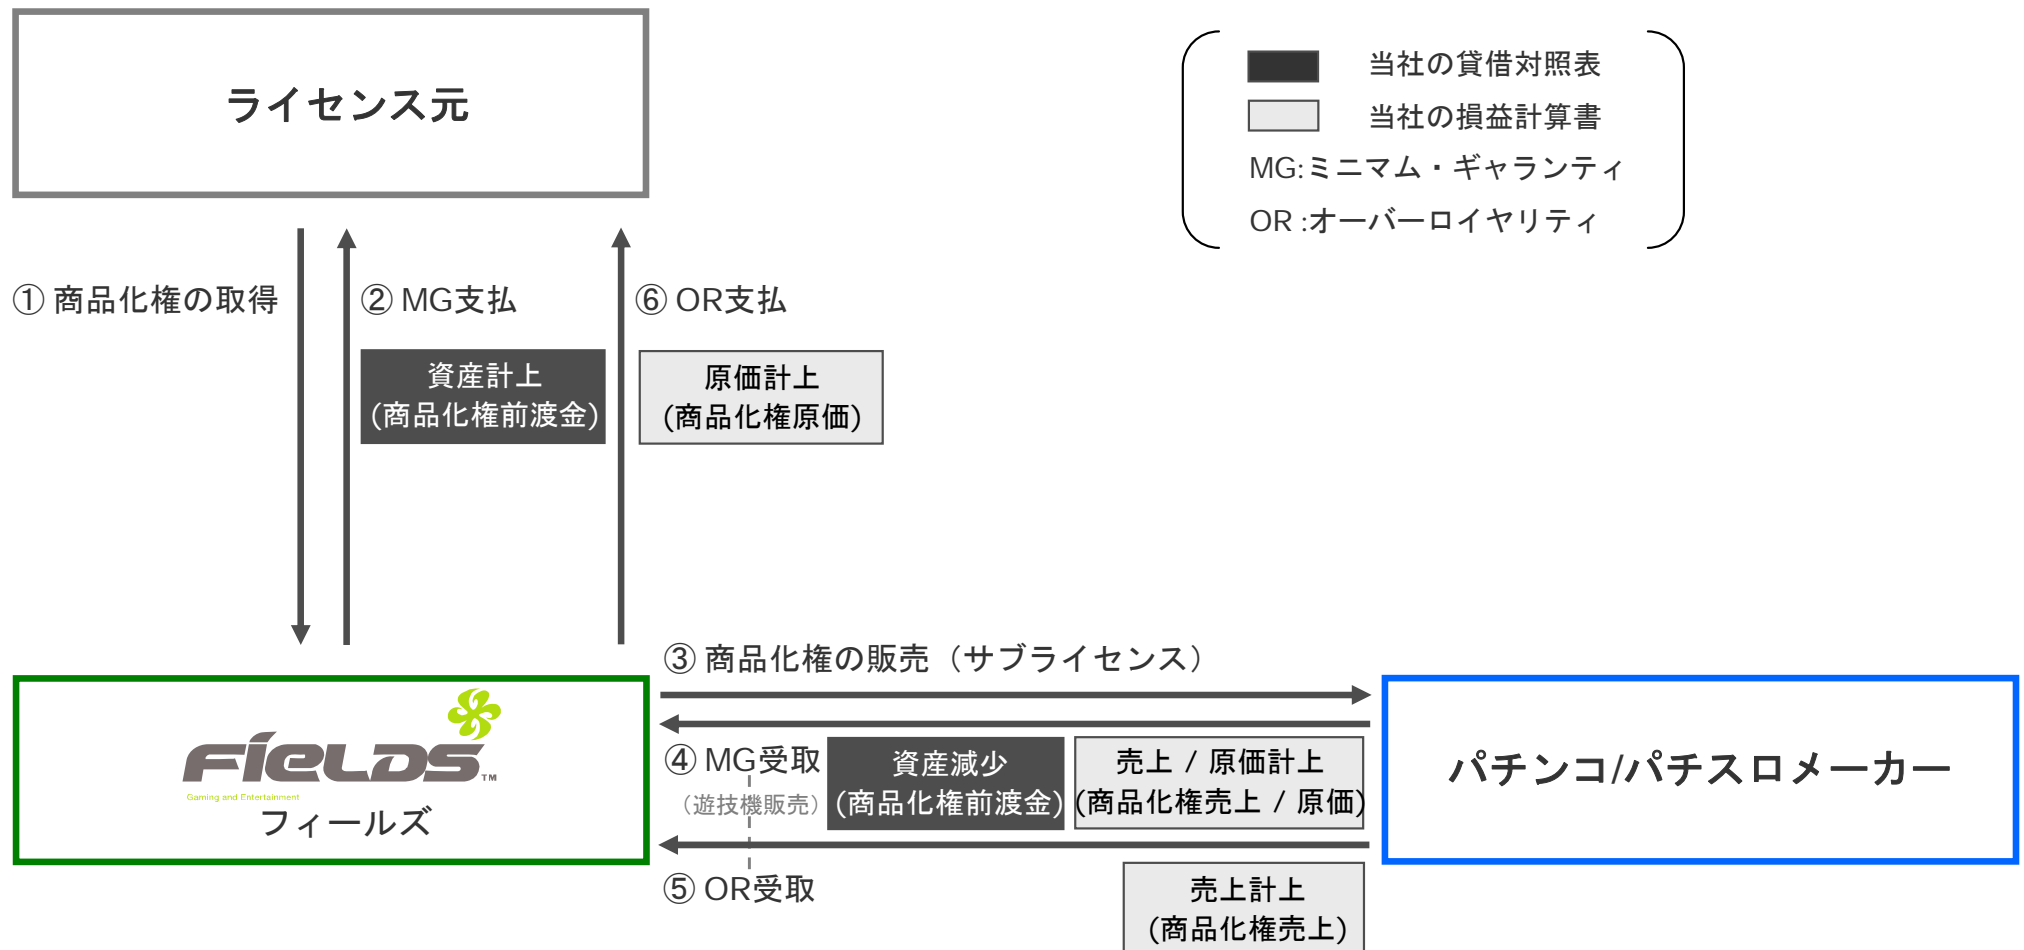 ライセンス元
当社の貸借対照表
当社の損益計算書
MG:ミニマム・ギャランティ
OR :オーバーロイヤリティ
① 商品化権の取得
② MG支払
資産計上
(商品化権前渡金)
⑥ OR支払
原価計上
(商品化権原価)
③ 商品化権の販売（サブライセンス）
FIELDS™
Gaming and Entertainment
フィールズ
④ MG受取
（遊技機販売）
資産減少
(商品化権前渡金)
売上 / 原価計上
(商品化権売上 / 原価)
⑤ OR受取
売上計上
(商品化権売上)
パチンコ/パチスロメーカー